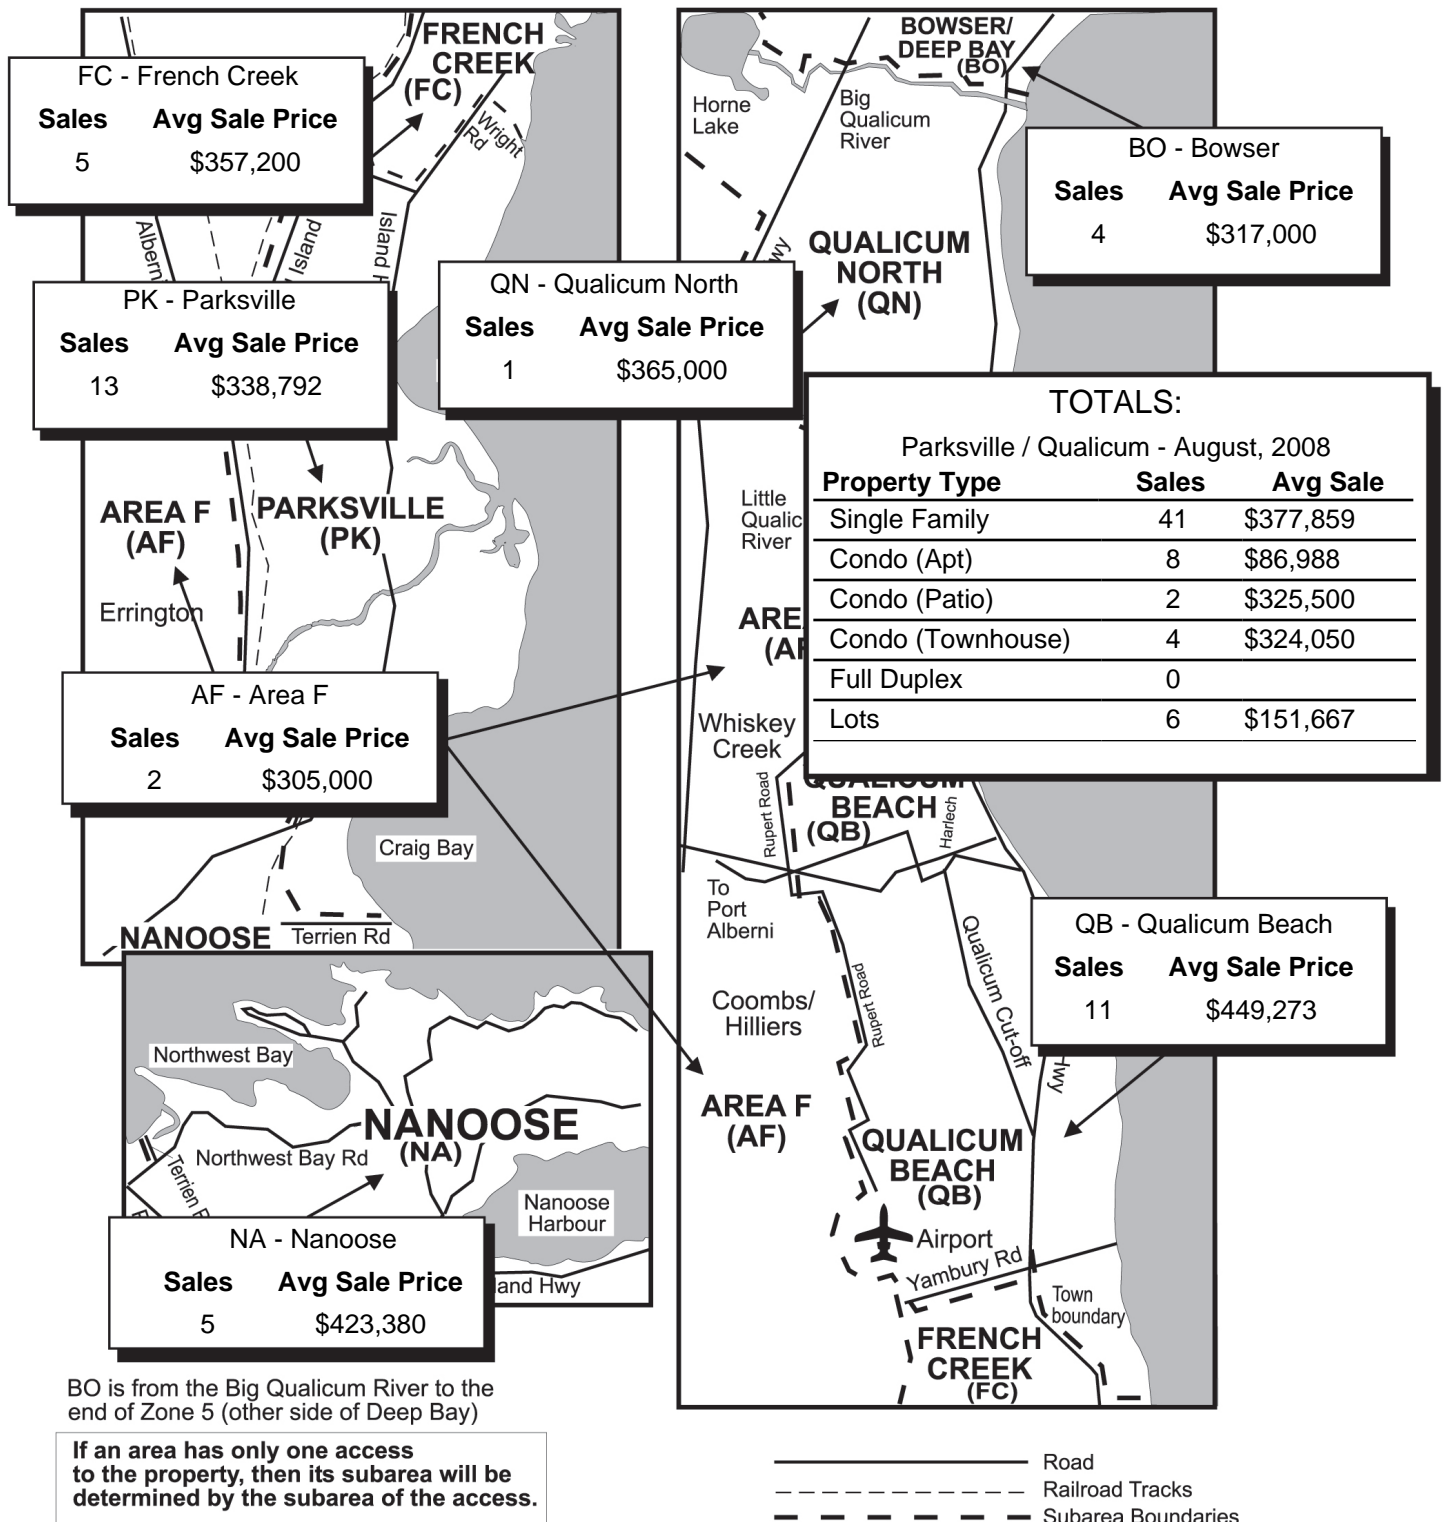 FRENCH
CREEK
(FC)
FC - French Creek
Sales Avg Sale Price
5 $357,200
Wright
Rd
Island
Island
PK - Parksville
Sales Avg Sale Price
13 $338,792
AREA F
(AF)
PARKSVILLE
(PK)
Errington
AF - Area F
Sales Avg Sale Price
2 $305,000
Craig Bay
NANOOSE
Terrien Rd
Northwest Bay
NANOOSE
(NA)
Northwest Bay Rd
Terrien
Nanoose
Harbour
NA - Nanoose
Sales Avg Sale Price
5 $423,380
Hwy
BO is from the Big Qualicum River to the
end of Zone 5 (other side of Deep Bay)
If an area has only one access
to the property, then its subarea will be
determined by the subarea of the access.
BOWSER/
DEEP BAY
(BO)
Horne
Lake
Big
Qualicum
River
BO - Bowser
Sales Avg Sale Price
4 $317,000
QUALICUM
NORTH
(QN)
QN - Qualicum North
Sales Avg Sale Price
1 $365,000
TOTALS:
Parksville / Qualicum - August, 2008
Property Type Sales Avg Sale
Single Family 41 $377,859
Condo (Apt) 8 $86,988
Condo (Patio) 2 $325,500
Condo (Townhouse) 4 $324,050
Full Duplex 0
Lots 6 $151,667
Little
Qualic
River
Whiskey
Creek
Rupert Road
QUALICUM
BEACH
(QB)
Harlech
To
Port
Alberni
Qualicum Cut-off
QB - Qualicum Beach
Sales Avg Sale Price
11 $449,273
Coombs/
Hilliers
Rupert Road
Hwy
AREA F
(AF)
QUALICUM
BEACH
(QB)
Airport
Yambury Rd
Town
boundary
FRENCH
CREEK
(FC)
Road
Railroad Tracks
Subarea Boundaries